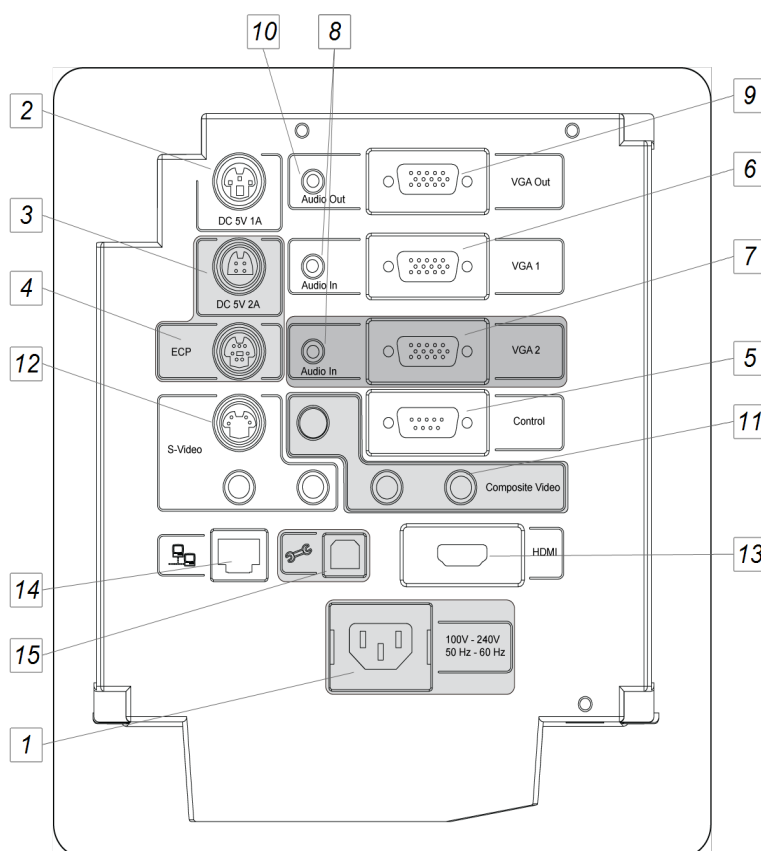 10 8
2 9
Audio Out
VGA Out
DC 5V 1A
6
3
Audio In
VGA 1
7
DC 5V 2A
4
ECP
VGA 2
Audio In
12
5
Control
S-Video
11
Composite Video
HDMI
13
14
15
100V - 240V
50 Hz - 60 Hz
1